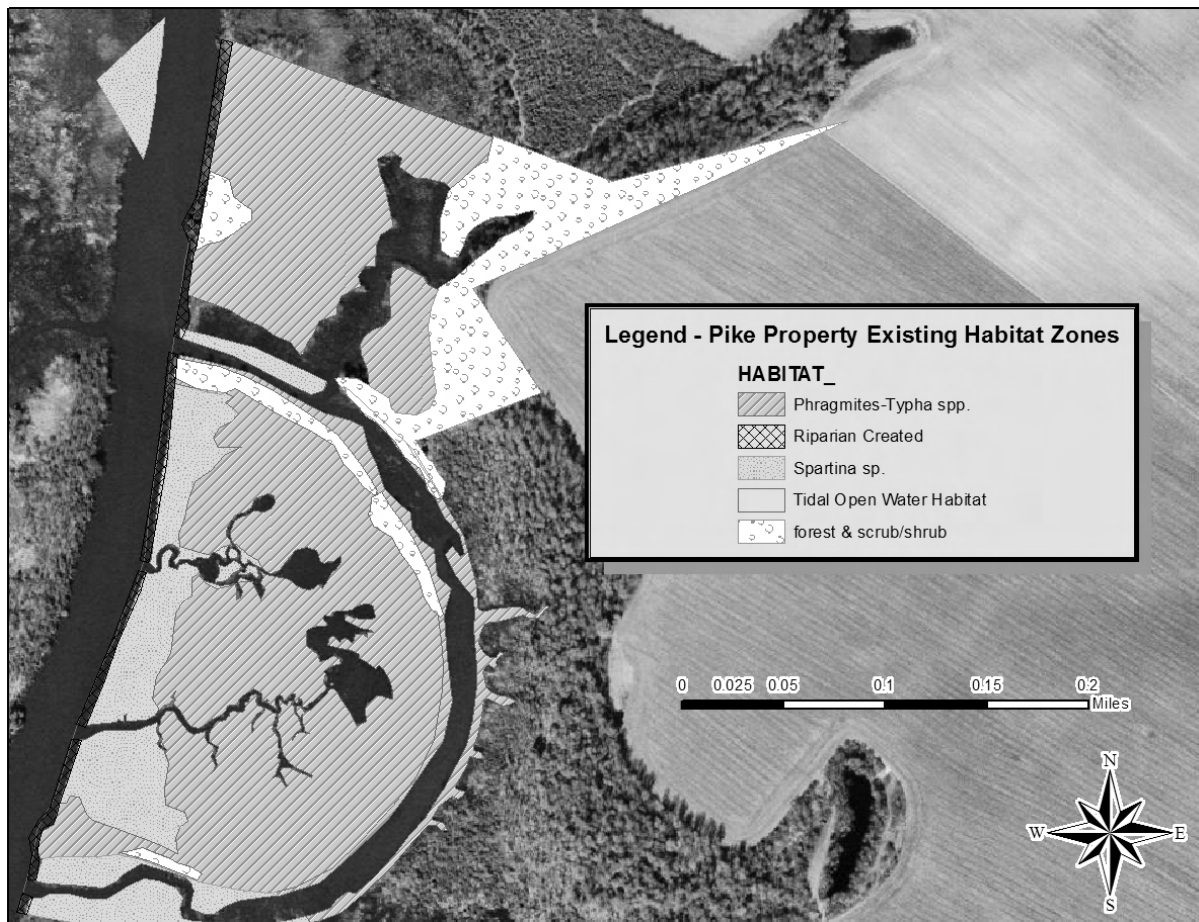 Legend - Pike Property Existing Habitat Zones
HABITAT_
Phragmites-Typha spp.
Riparian Created
Spartina sp.
Tidal Open Water Habitat
forest & scrub/shrub
0 0.025 0.05 0.1 0.15 0.2
Miles
N
W E
S